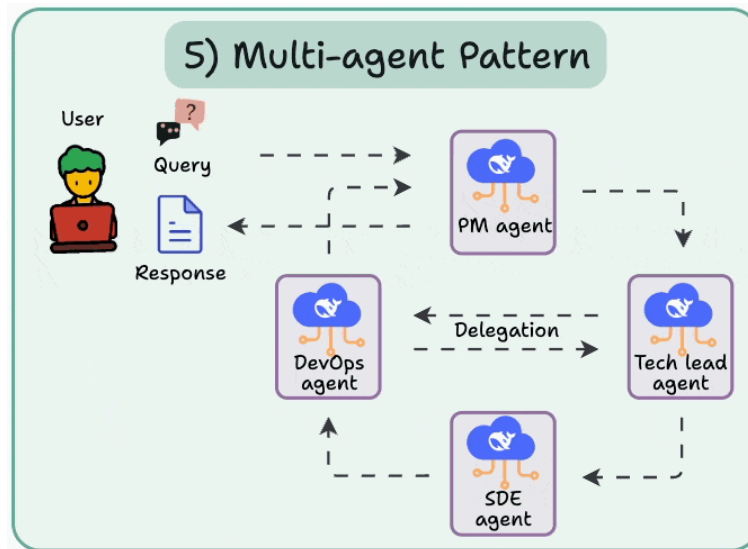 5) Multi-agent Pattern
User
?
Query
Response
PM agent
Delegation
DevOps
agent
Tech lead
agent
SDE
agent